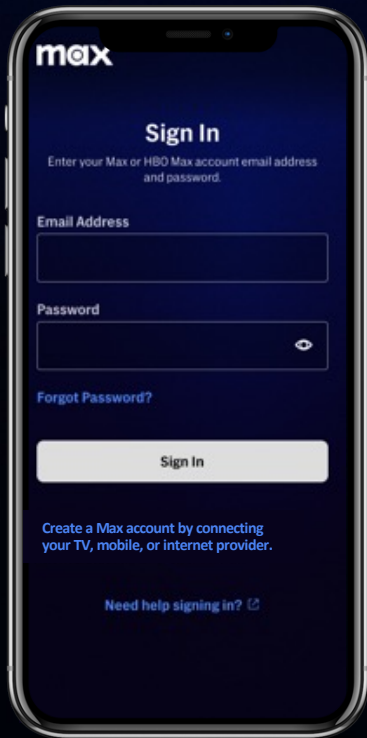 max
Sign In
Enter your Max or HBO Max account email address
and password.
Email Address
Password
Forgot Password?
Sign In
Create a Max account by connecting
your TV, mobile, or internet provider.
Need help signing in?